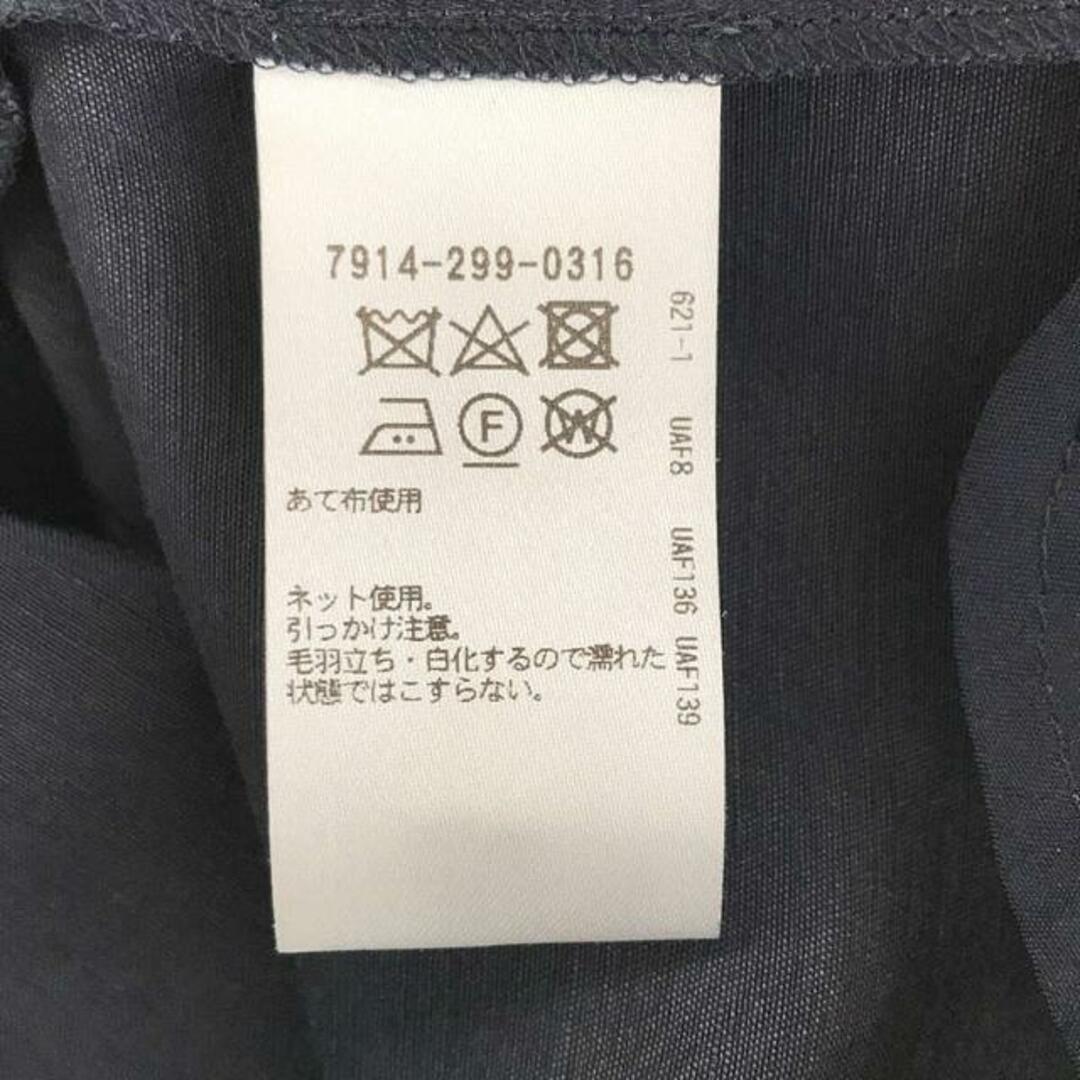 7914-299-0316
F
W
あて布使用
ネット使用。
引っかけ注意。
毛羽立ち・白化するので濡れた
状態ではこすらない。
621-1 UAF8 UAF136 UAF139